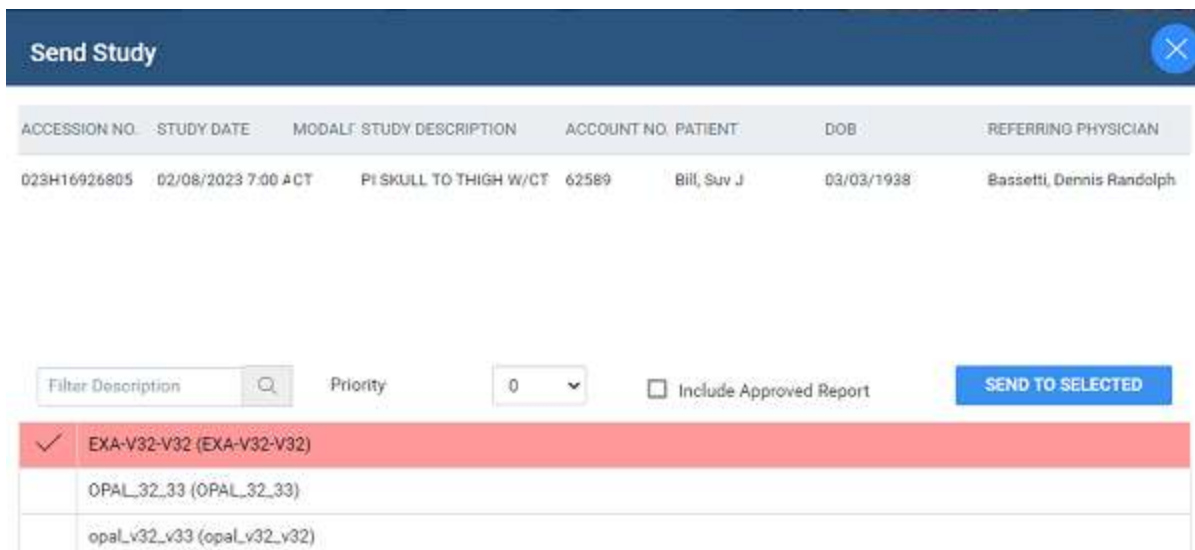 Send Study
ACCESSION NO. STUDY DATE MODALI STUDY DESCRIPTION ACCOUNT NO. PATIENT DOB REFERRING PHYSICIAN
023H16926805 02/08/2023 7:00 A CT PI SKULL TO THIGH W/CT 62589 Bill, Suv J 03/03/1938 Bassetti, Dennis Randolph
Filter Description Priority 0 Include Approved Report SEND TO SELECTED
EXA-V32-V32 (EXA-V32-V32)
OPAL_32_33 (OPAL_32_33)
opal_v32_v33 (opal_v32_v32)